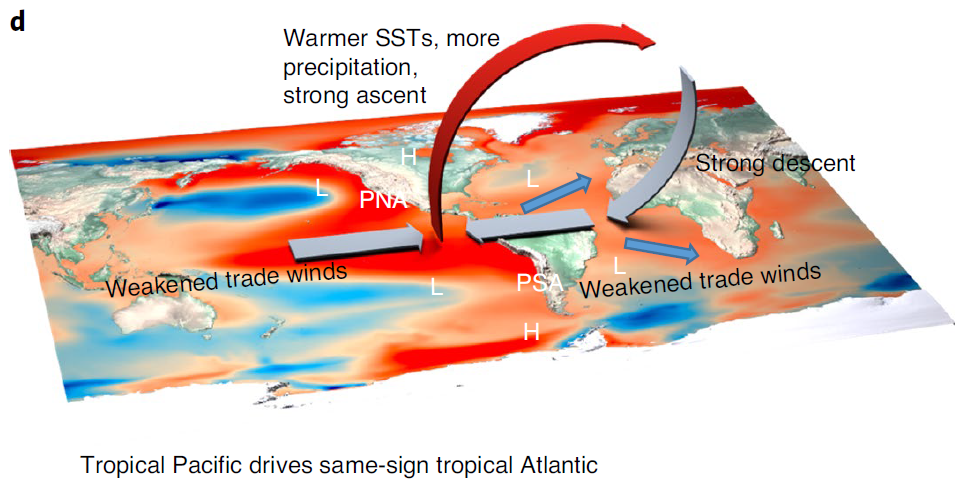 d
Warmer SSTs, more
precipitation,
strong ascent
H
Strong descent
L
L
PNA
Weakened trade winds
L
L
PSA
Weakened trade winds
H
Tropical Pacific drives same-sign tropical Atlantic